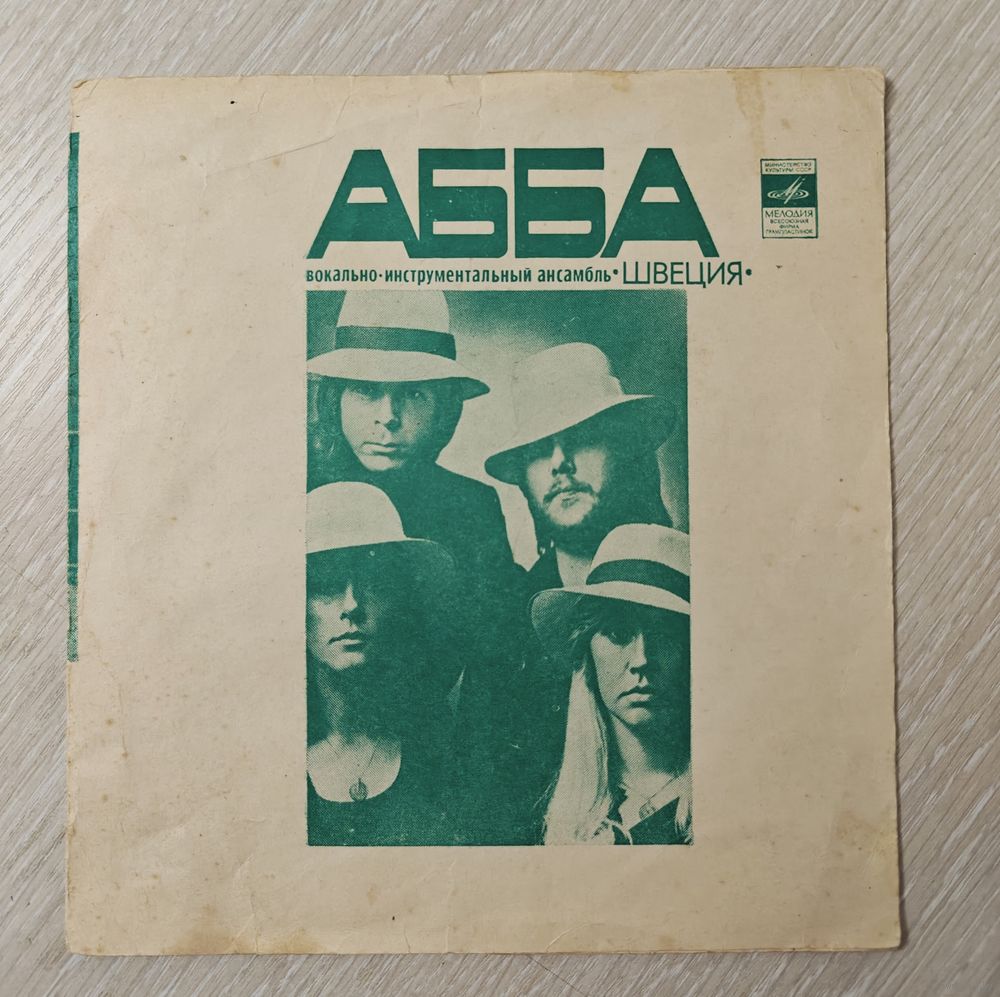 АББА
вокально-инструментальный ансамбль • ШВЕЦИЯ •
МИНИСТЕРСТВО
КУЛЬТУРЫ СССР
МЕЛОДИЯ
ВСЕСОЮЗНАЯ
ФИРМА
ГРАМПЛАСТИНОК